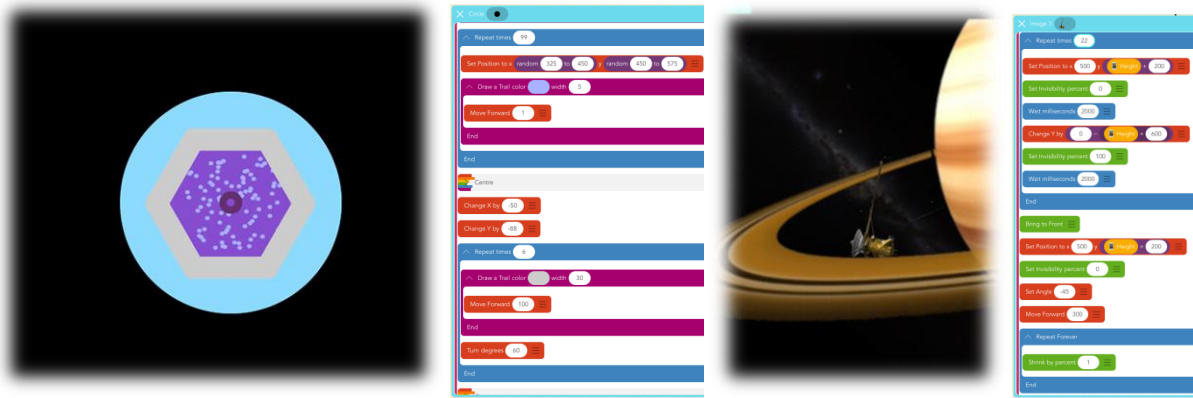 Circle
Repeat times 99
Set Position to x random 325 to 450 y random 450 to 575
Draw a Trail color width 5
Move Forward 1
End
End
Centre
Change X by -50
Change Y by -88
Repeat times 6
Draw a Trail color width 30
Move Forward 100
End
Turn degrees 60
End
Image 1
Repeat times 22
Set Position to x 500 y Height + 200
Set Invisibility percent 0
Wait milliseconds 2000
Change Y by 0 - Height + 600
Set Invisibility percent 100
Wait milliseconds 2000
End
Bring to Front
Set Position to x 500 y Height + 200
Set Invisibility percent 0
Set Angle -45
Move Forward 300
Repeat Forever
Shrink by percent 1
End